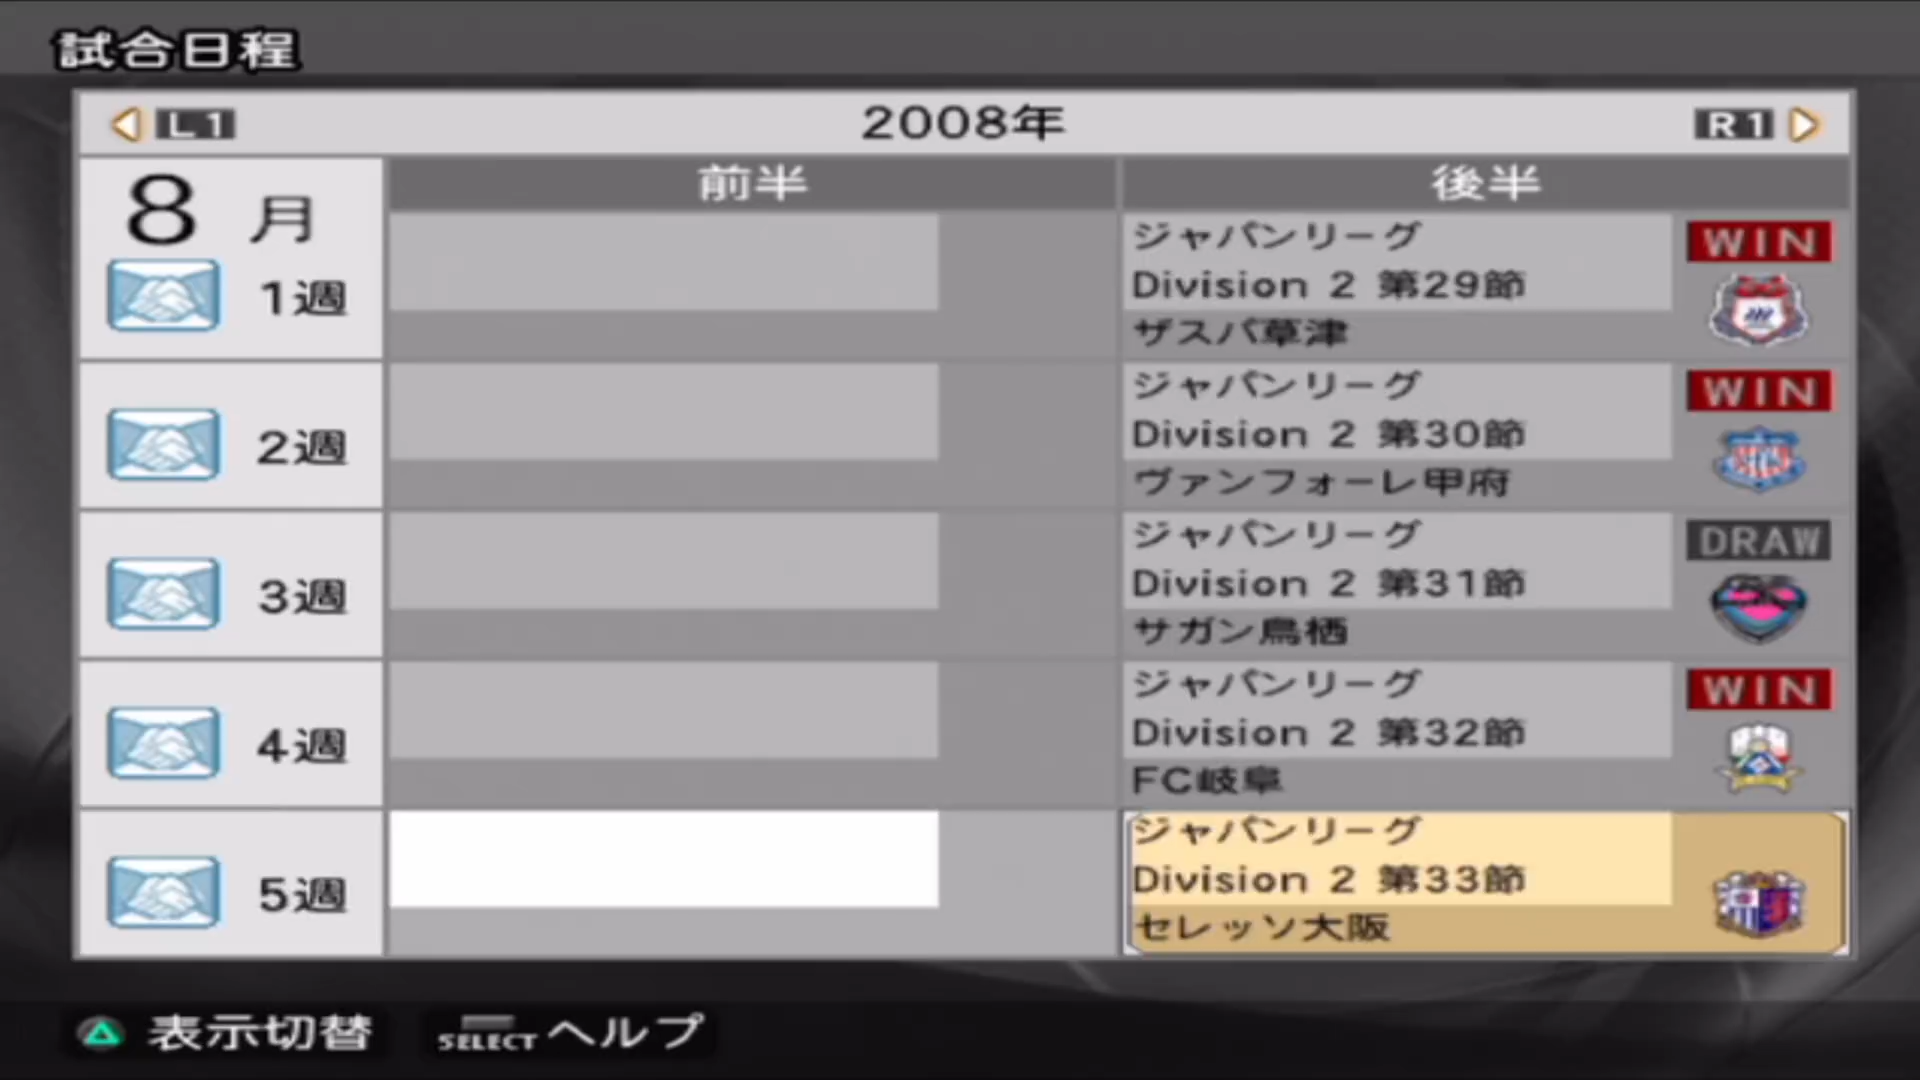 試合日程
L1
2008年
R1
8月
前半
後半
1週
ジャパンリーグ
Division 2 第29節
ザスパ草津
WIN
2週
ジャパンリーグ
Division 2 第30節
ヴァンフォーレ甲府
WIN
3週
ジャパンリーグ
Division 2 第31節
サガン鳥栖
DRAW
4週
ジャパンリーグ
Division 2 第32節
FC岐阜
WIN
5週
ジャパンリーグ
Division 2 第33節
セレッソ大阪
表示切替
SELECT ヘルプ